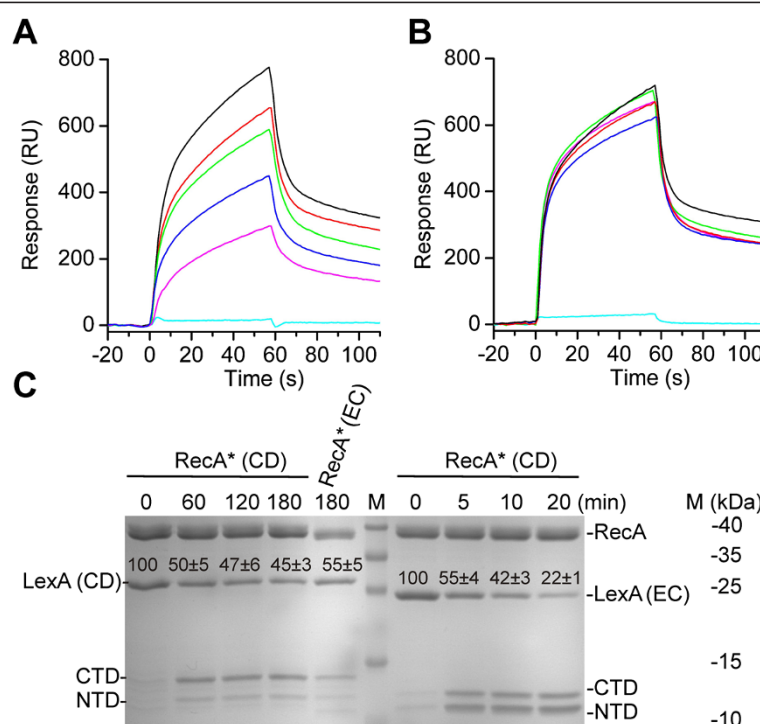 A
B
800
600
400
200
0
Response (RU)
-20 0 20 40 60 80 100
Time (s)
800
600
400
200
0
Response (RU)
-20 0 20 40 60 80 100
Time (s)
C
RecA* (CD)
RecA* (EC)
RecA* (CD)
0 60 120 180 180 M 0 5 10 20 (min) M (kDa)
-RecA
-40
-35
100 50±5 47±6 45±3 55±5 100 55±4 42±3 22±1
LexA (CD)-
-LexA (EC)
-25
-15
CTD-
-CTD
NTD-
-NTD
-10